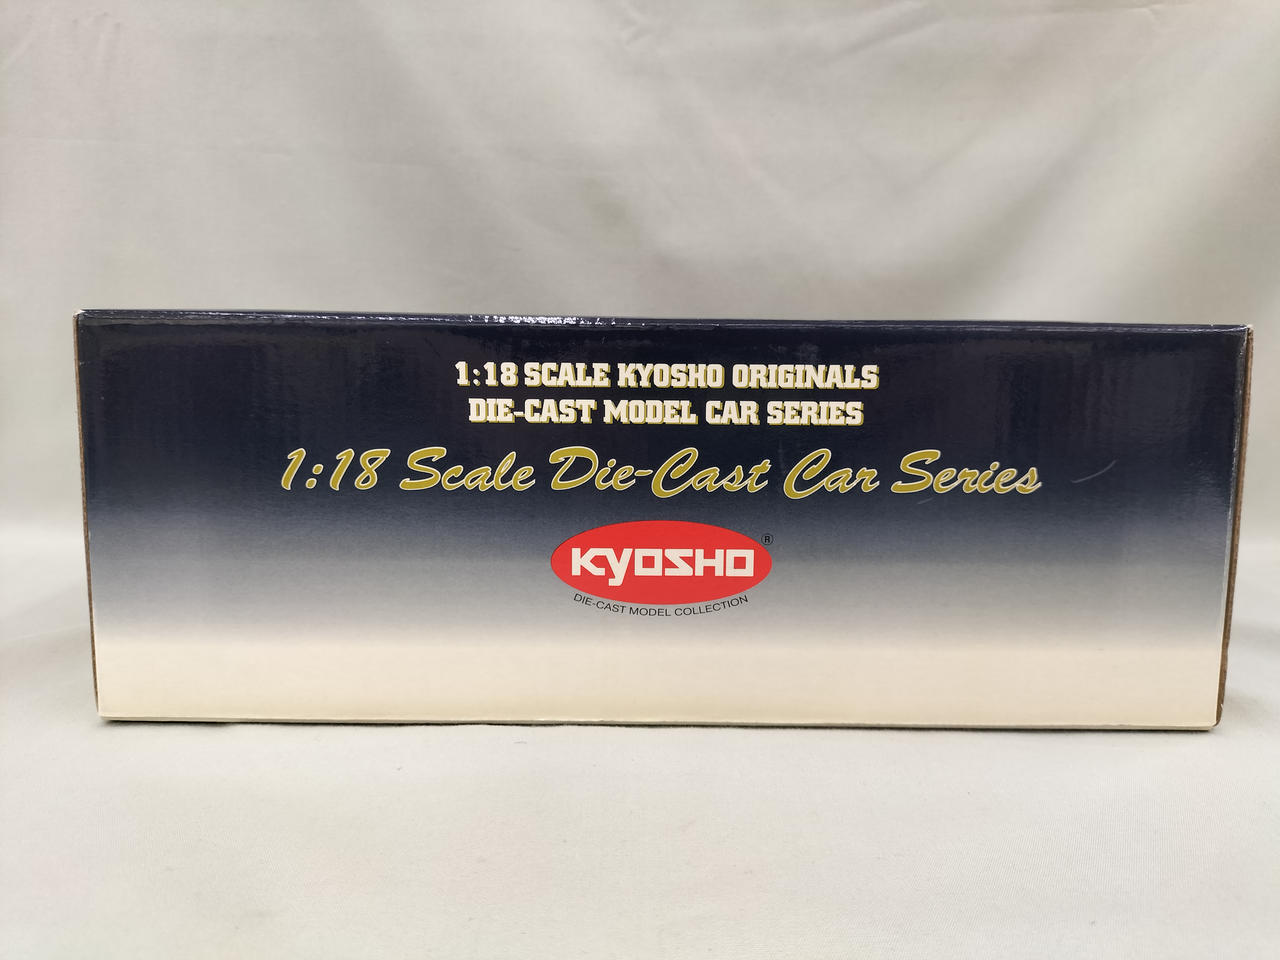 1:18 SCALE KYOSHO ORIGINALS
DIE-CAST MODEL CAR SERIES
1:18 Scale Die-Cast Car Series
KYOSHO ®
DIE-CAST MODEL COLLECTION